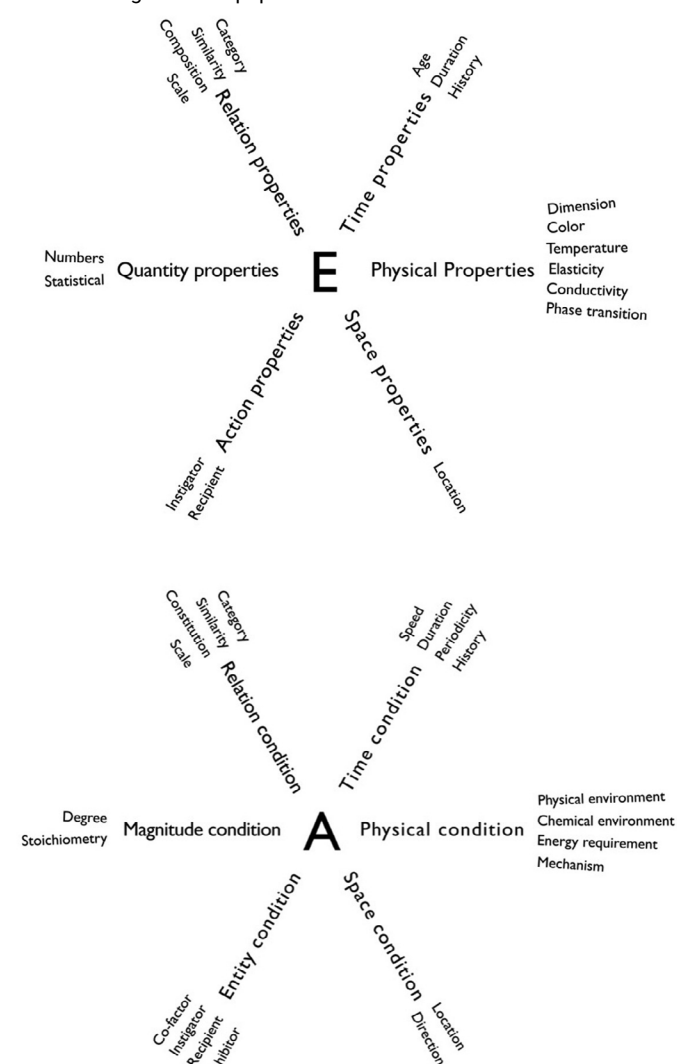 Category
Similarity
Composition
Scale
Relation properties
Age
Duration
History
Time properties
Numbers
Statistical
Quantity properties
E
Physical Properties
Dimension
Color
Temperature
Elasticity
Conductivity
Phase transition
Action properties
Instigator
Recipient
Space properties
Location
Category
Similarity
Constitution
Scale
Relation condition
Speed
Duration
Periodicity
History
Time condition
Degree
Stoichiometry
Magnitude condition
A
Physical condition
Physical environment
Chemical environment
Energy requirement
Mechanism
Entity condition
Co-factor
Instigator
Recipient
Space condition
Location
Direction